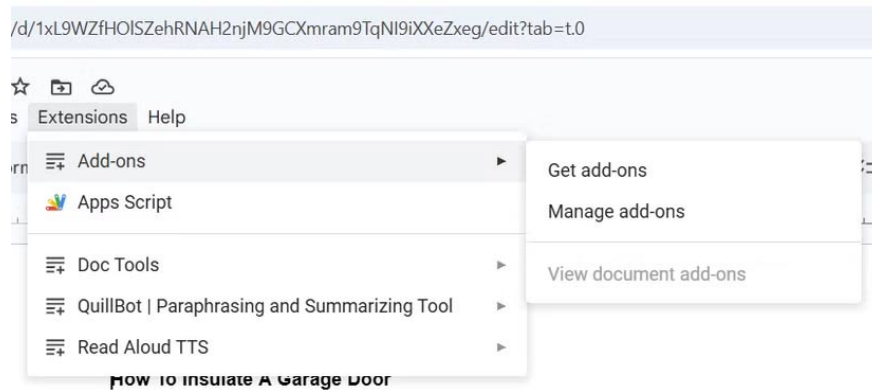 /d/1xL9WZfHOlSZehRNAH2njM9GCXmram9TqNI9iXXeZxeg/edit?tab=t.0
s Extensions Help
Add-ons
Get add-ons
Apps Script
Manage add-ons
Doc Tools
View document add-ons
QuillBot | Paraphrasing and Summarizing Tool
Read Aloud TTS
How To Insulate A Garage Door